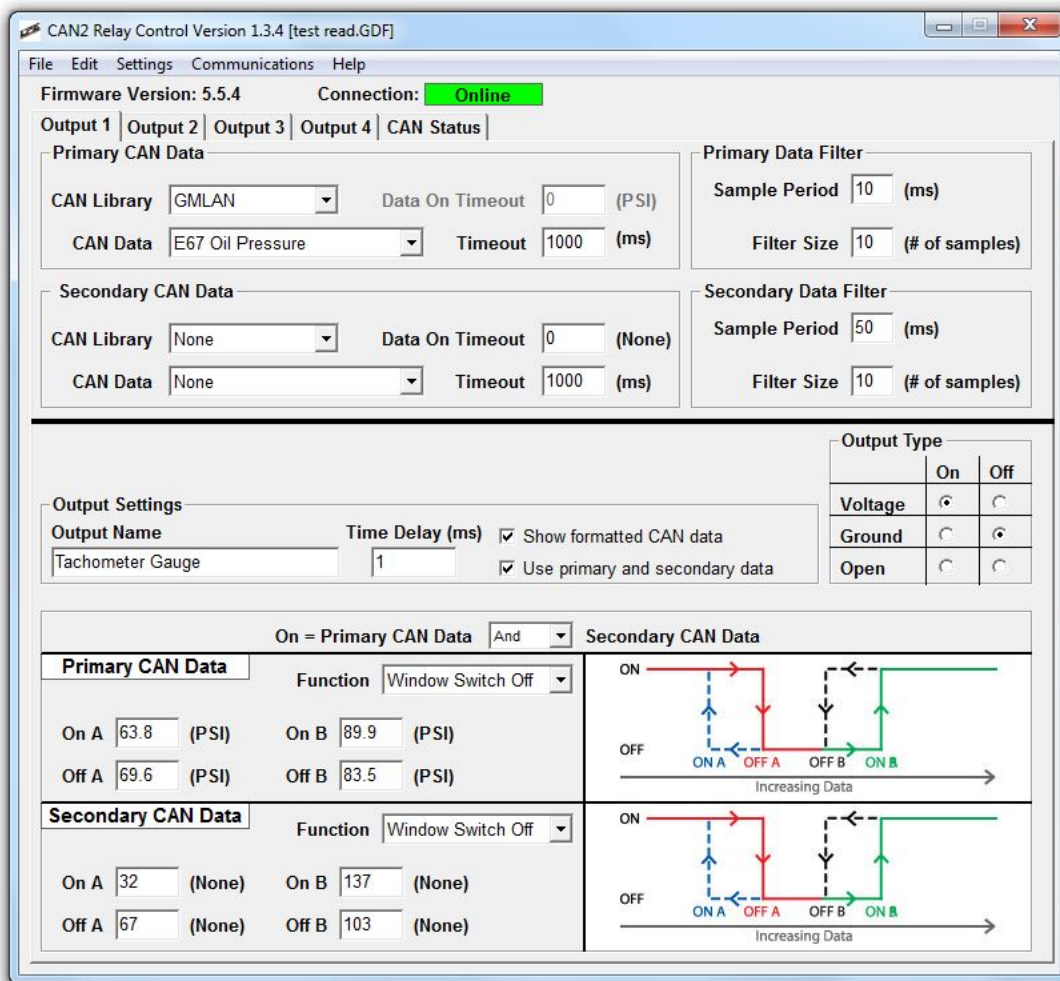 CAN2 Relay Control Version 1.3.4 [test read.GDF]
File Edit Settings Communications Help
Firmware Version: 5.5.4 Connection: Online
Output 1 Output 2 Output 3 Output 4 CAN Status
Primary CAN Data
CAN Library GMLAN Data On Timeout 0 (PSI)
CAN Data E67 Oil Pressure Timeout 1000 (ms)
Primary Data Filter
Sample Period 10 (ms)
Filter Size 10 (# of samples)
Secondary CAN Data
CAN Library None Data On Timeout 0 (None)
CAN Data None Timeout 1000 (ms)
Secondary Data Filter
Sample Period 50 (ms)
Filter Size 10 (# of samples)
Output Type
On Off
Voltage
Ground
Open
Output Settings
Output Name Time Delay (ms) Show formatted CAN data
Tachometer Gauge 1 Use primary and secondary data
On = Primary CAN Data And Secondary CAN Data
Primary CAN Data
Function Window Switch Off
On A 63.8 (PSI) On B 89.9 (PSI)
Off A 69.6 (PSI) Off B 83.5 (PSI)
ON
OFF
ON A OFF A OFF B ON B
Increasing Data
Secondary CAN Data
Function Window Switch Off
On A 32 (None) On B 137 (None)
Off A 67 (None) Off B 103 (None)
ON
OFF
ON A OFF A OFF B ON B
Increasing Data